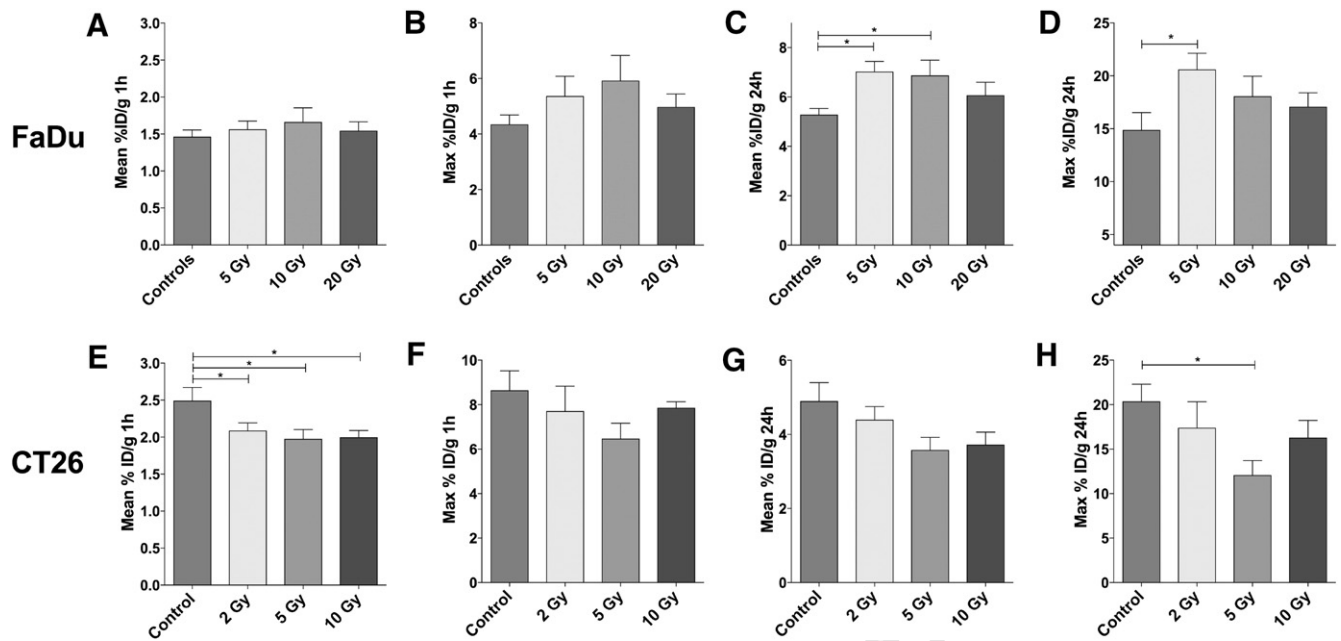 A
Mean %ID/g 1h
3.0
2.5
2.0
1.5
1.0
0.5
0.0
Controls
5 Gy
10 Gy
20 Gy
B
Max %ID/g 1h
8
6
4
2
0
Controls
5 Gy
10 Gy
20 Gy
C
Mean %ID/g 24h
8
6
4
2
0
*
*
Controls
5 Gy
10 Gy
20 Gy
D
Max %ID/g 24h
25
20
15
10
5
*
Controls
5 Gy
10 Gy
20 Gy
FaDu
E
Mean % ID/g 1h
3.0
2.5
2.0
1.5
1.0
0.5
0.0
*
*
*
Control
2 Gy
5 Gy
10 Gy
F
Max % ID/g 1h
10
8
6
4
2
0
Control
2 Gy
5 Gy
10 Gy
G
Mean % ID/g 24h
6
4
2
0
Control
2 Gy
5 Gy
10 Gy
H
Max % ID/g 24h
25
20
15
10
5
0
*
Control
2 Gy
5 Gy
10 Gy
CT26